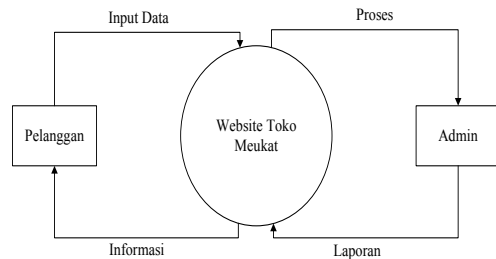 Input Data
Proses
Pelanggan
Website Toko
Meukat
Admin
Informasi
Laporan